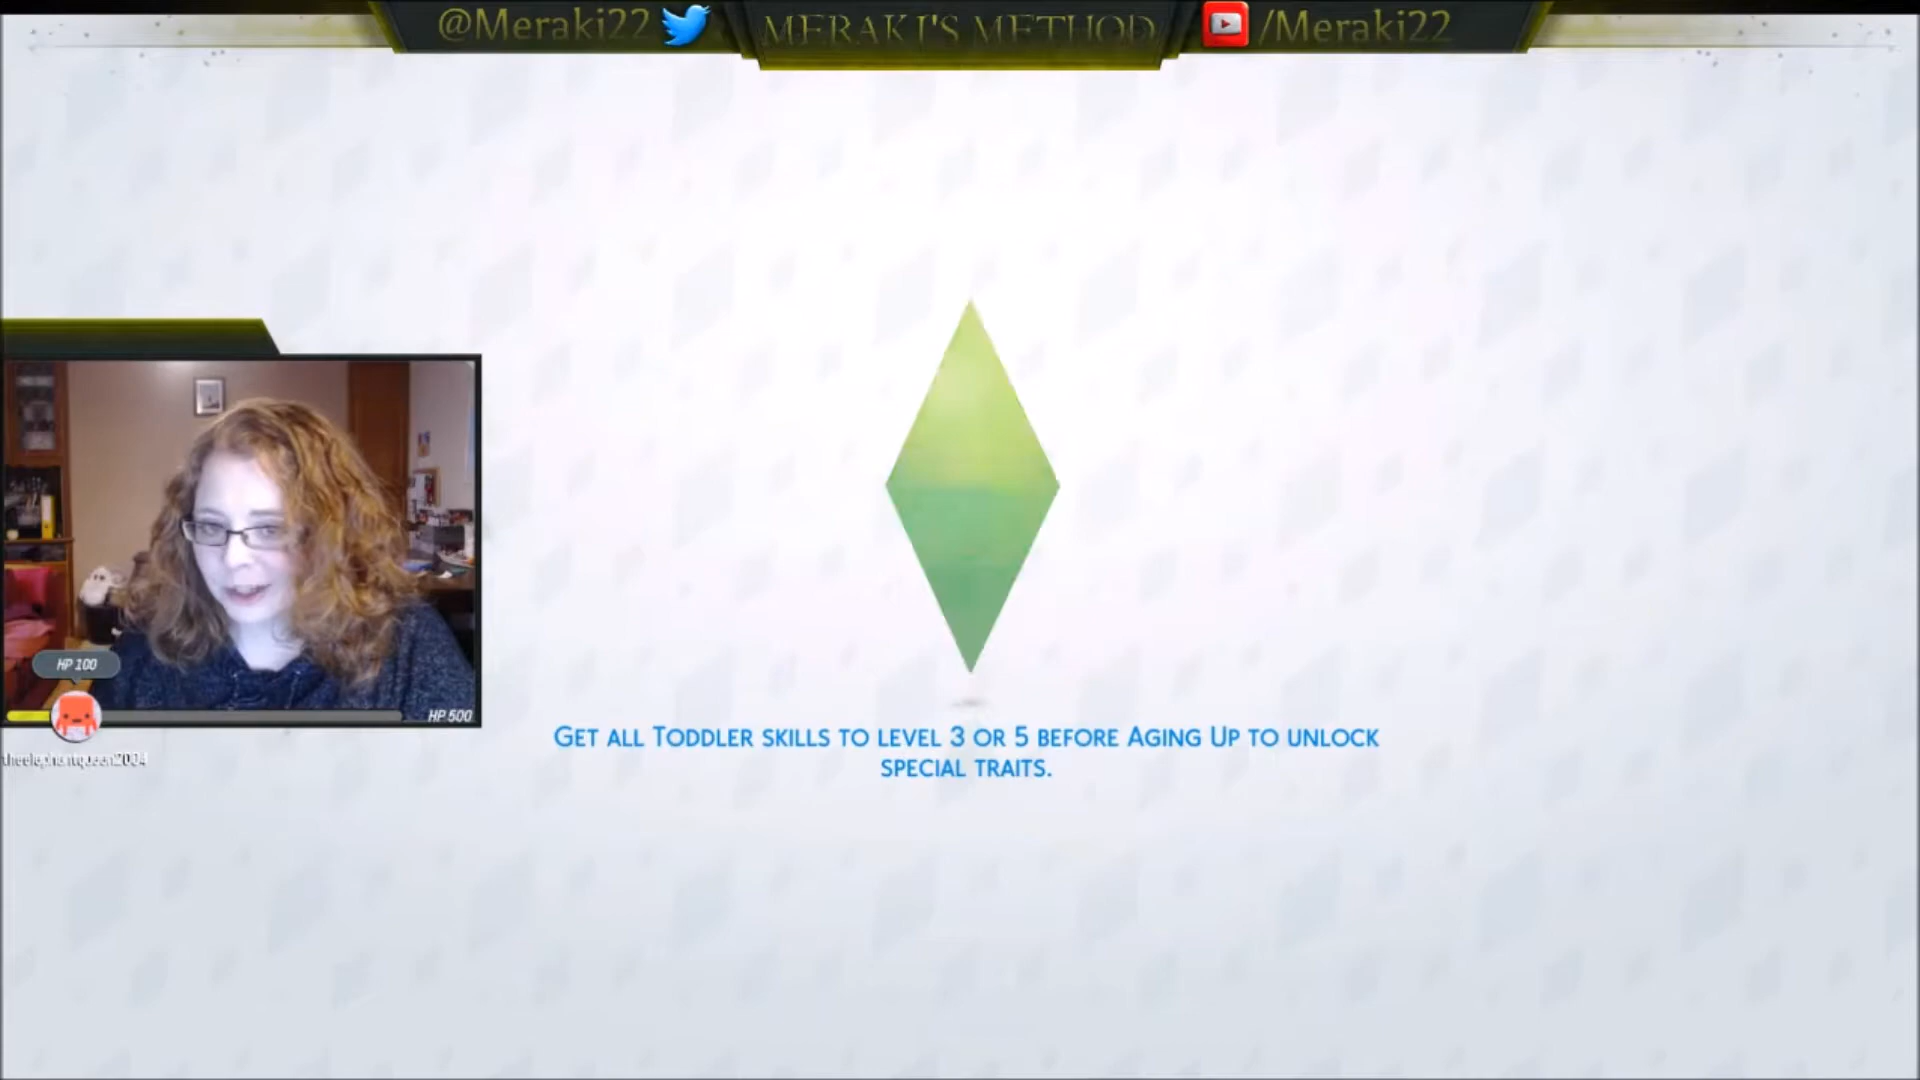 @Meraki22
MERAKI'S METHOD
/Meraki22
HP 100
HP 500
theelephantqueen2004
GET ALL TODDLER SKILLS TO LEVEL 3 OR 5 BEFORE AGING UP TO UNLOCK
SPECIAL TRAITS.